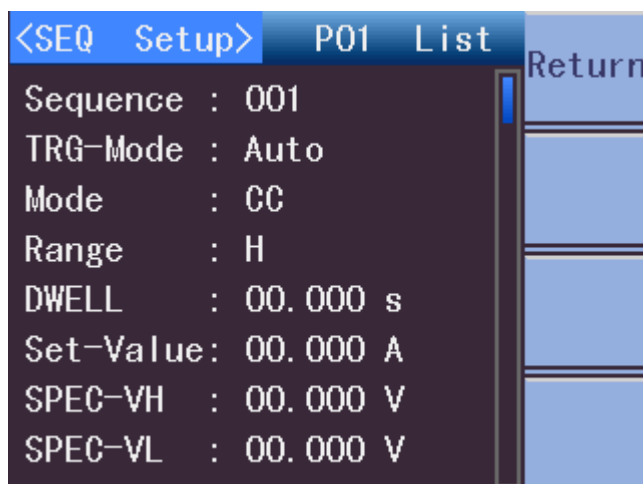 <SEQ Setup> P01 List
Return
Sequence : 001
TRG-Mode : Auto
Mode : CC
Range : H
DWELL : 00.000 s
Set-Value: 00.000 A
SPEC-VH : 00.000 V
SPEC-VL : 00.000 V